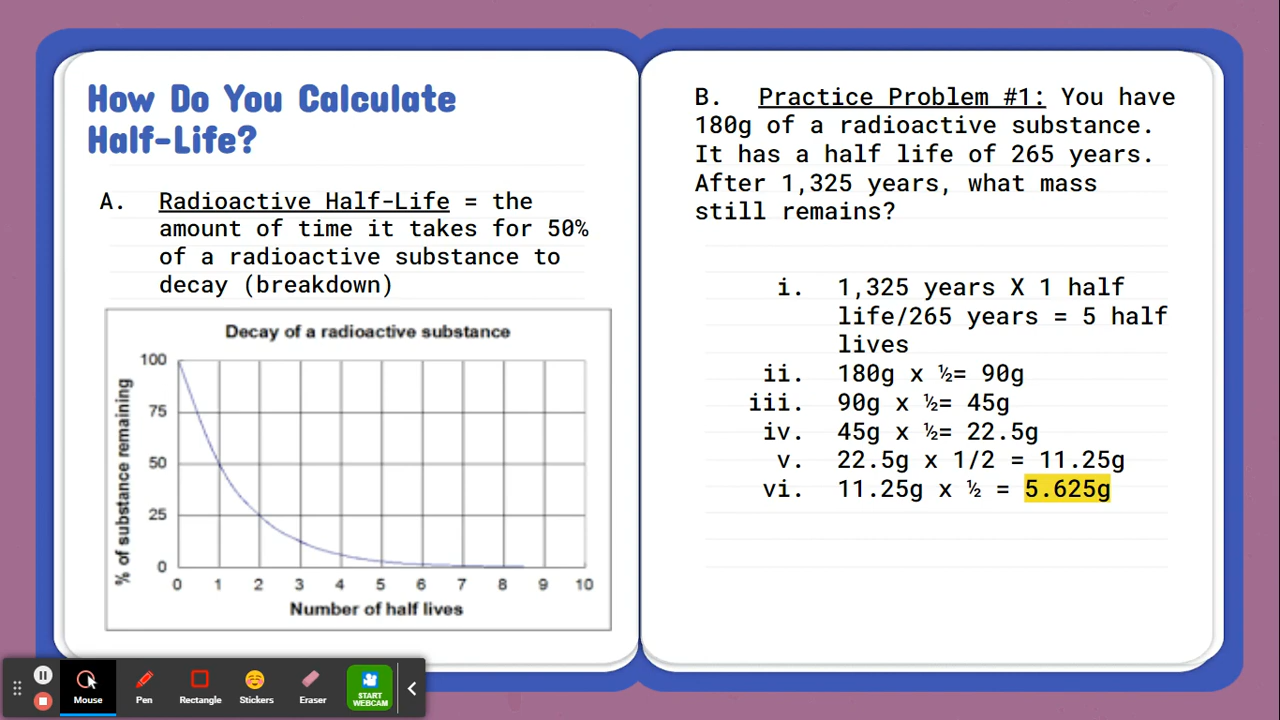 How Do You Calculate
Half-Life?
A. Radioactive Half-Life = the
amount of time it takes for 50%
of a radioactive substance to
decay (breakdown)
Decay of a radioactive substance
% of substance remaining
100
75
50
25
0
0 1 2 3 4 5 6 7 8 9 10
Number of half lives
B. Practice Problem #1: You have
180g of a radioactive substance.
It has a half life of 265 years.
After 1,325 years, what mass
still remains?
i. 1,325 years X 1 half
life/265 years = 5 half
lives
ii. 180g x ½= 90g
iii. 90g x ½= 45g
iv. 45g x ½= 22.5g
v. 22.5g x 1/2 = 11.25g
vi. 11.25g x ½ = 5.625g
Mouse Pen Rectangle Stickers Eraser
START
WEBCAM